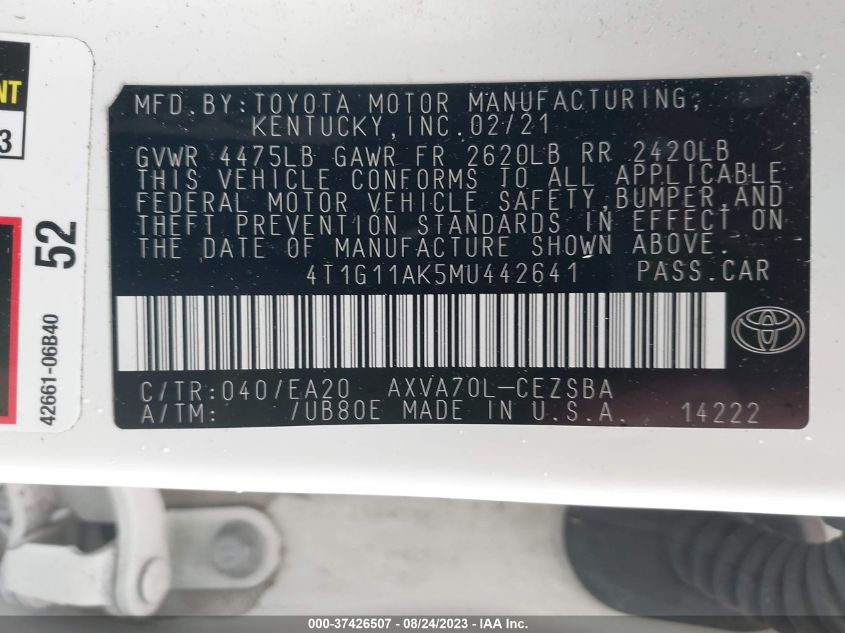 NT
3
52
42661-06B40
MFD.BY:TOYOTA MOTOR MANUFACTURING,
KENTUCKY,INC.02/21
GVWR 4475LB GAWR FR 2620LB RR 2420LB
THIS VEHICLE CONFORMS TO ALL APPLICABLE
FEDERAL MOTOR VEHICLE SAFETY,BUMPER,AND
THEFT PREVENTION STANDARDS IN EFFECT ON
THE DATE OF MANUFACTURE SHOWN ABOVE.
4T1G11AK5MU442641 PASS.CAR
C/TR:040/EA20 AXVA70L-CEZSBA
A/TM: /UB80E MADE IN U.S.A. 14222
000-37426507 - 08/24/2023 - IAA Inc.